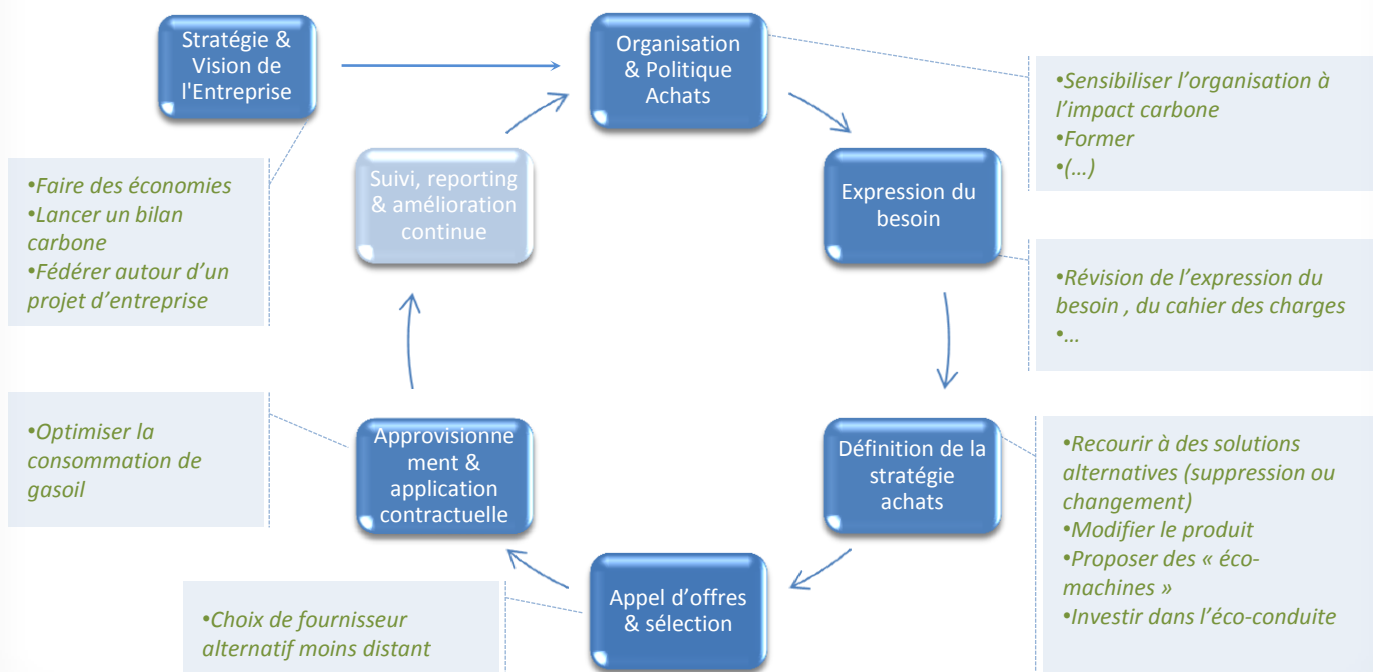 Stratégie &
Vision de
l'Entreprise
Organisation
& Politique
Achats
•Sensibiliser l’organisation à
l’impact carbone
•Former
•(…)
•Faire des économies
•Lancer un bilan
carbone
•Fédérer autour d’un
projet d’entreprise
Suivi, reporting
& amélioration
continue
Expression du
besoin
•Révision de l’expression du
besoin , du cahier des charges
•…
•Optimiser la
consommation de
gasoil
Approvisionne
ment &
application
contractuelle
Définition de la
stratégie
achats
•Recourir à des solutions
alternatives (suppression ou
changement)
•Modifier le produit
•Proposer des « éco-
machines »
•Investir dans l’éco-conduite
•Choix de fournisseur
alternatif moins distant
Appel d’offres
& sélection